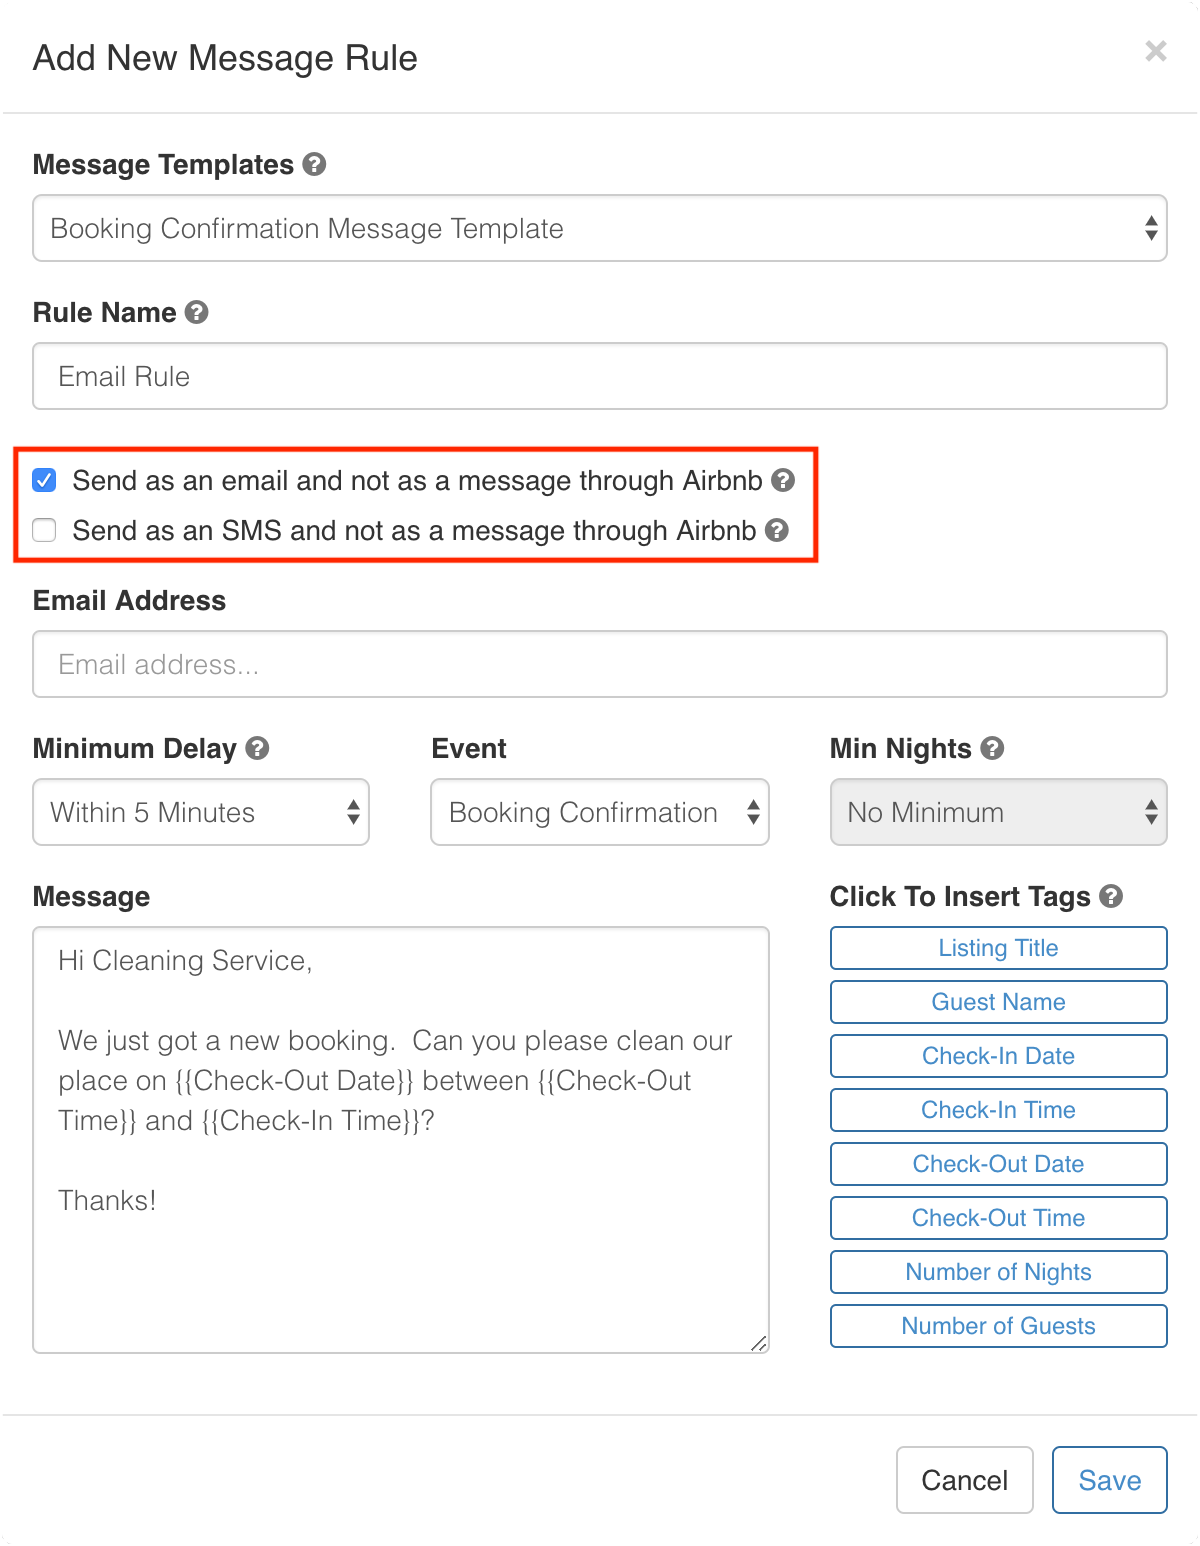 Add New Message Rule
×
Message Templates ?
Booking Confirmation Message Template
Rule Name ?
Email Rule
Send as an email and not as a message through Airbnb ?
Send as an SMS and not as a message through Airbnb ?
Email Address
Email address...
Minimum Delay ? Event Min Nights ?
Within 5 Minutes Booking Confirmation No Minimum
Message
Hi Cleaning Service,
We just got a new booking.  Can you please clean our
place on {{Check-Out Date}} between {{Check-Out
Time}} and {{Check-In Time}}?
Thanks!
Click To Insert Tags ?
Listing Title
Guest Name
Check-In Date
Check-In Time
Check-Out Date
Check-Out Time
Number of Nights
Number of Guests
Cancel Save